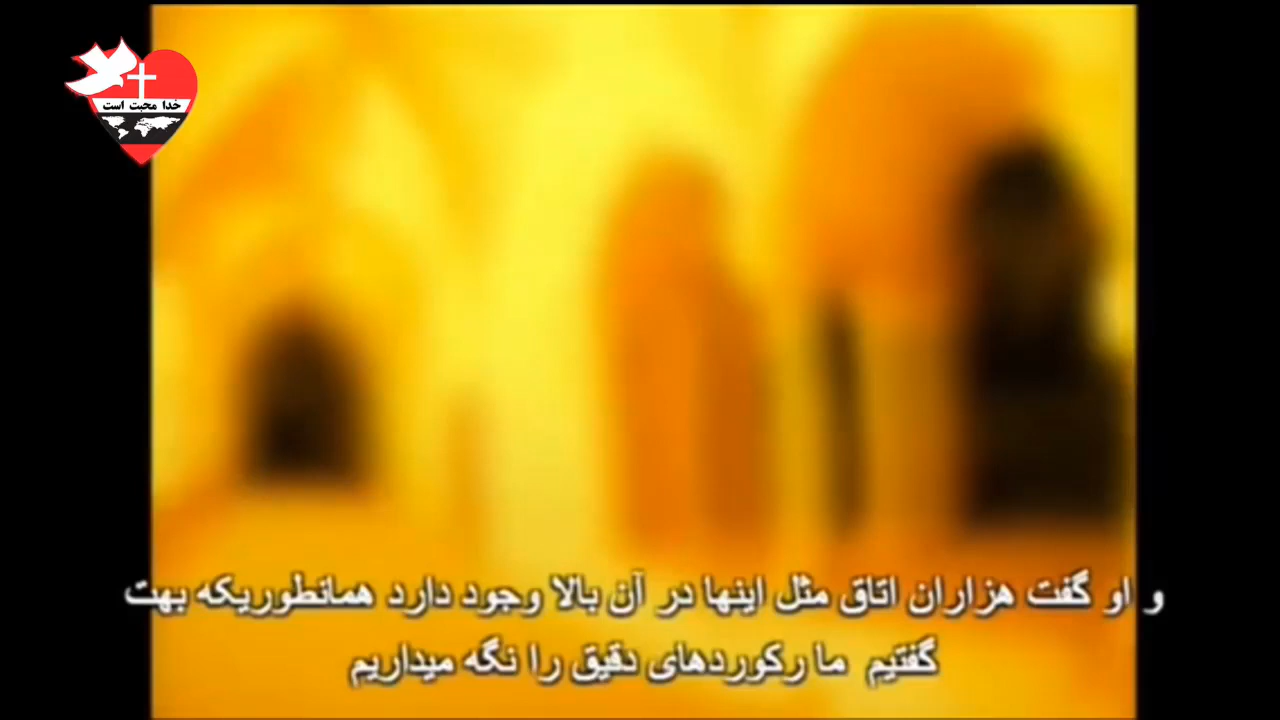 خدا محبت است
و او گفت هزاران اتاق مثل اینها در آن بالا وجود دارد همانطوریکه بهت
گفتیم ما رکوردهای دقیق را نگه میداریم